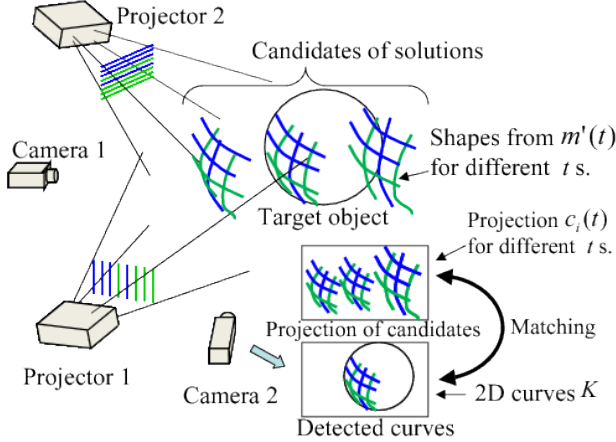 Projector 2
Candidates of solutions
Camera 1
Shapes from m'(t)
for different t s.
Target object
Projection c_i(t)
for different t s.
Projection of candidates
Matching
Projector 1
Camera 2
2D curves K
Detected curves